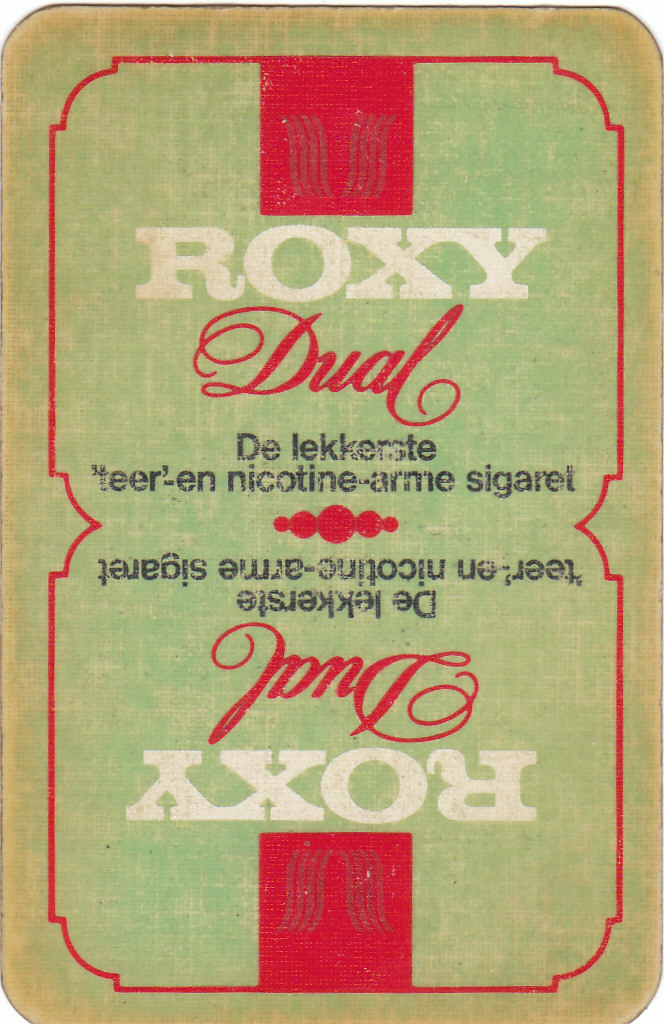 ROXY
Dual
De lekkerste
'teer'-en nicotine-arme sigaret
'teer'-en nicotine-arme sigaret
De lekkerste
Dual
ROXY